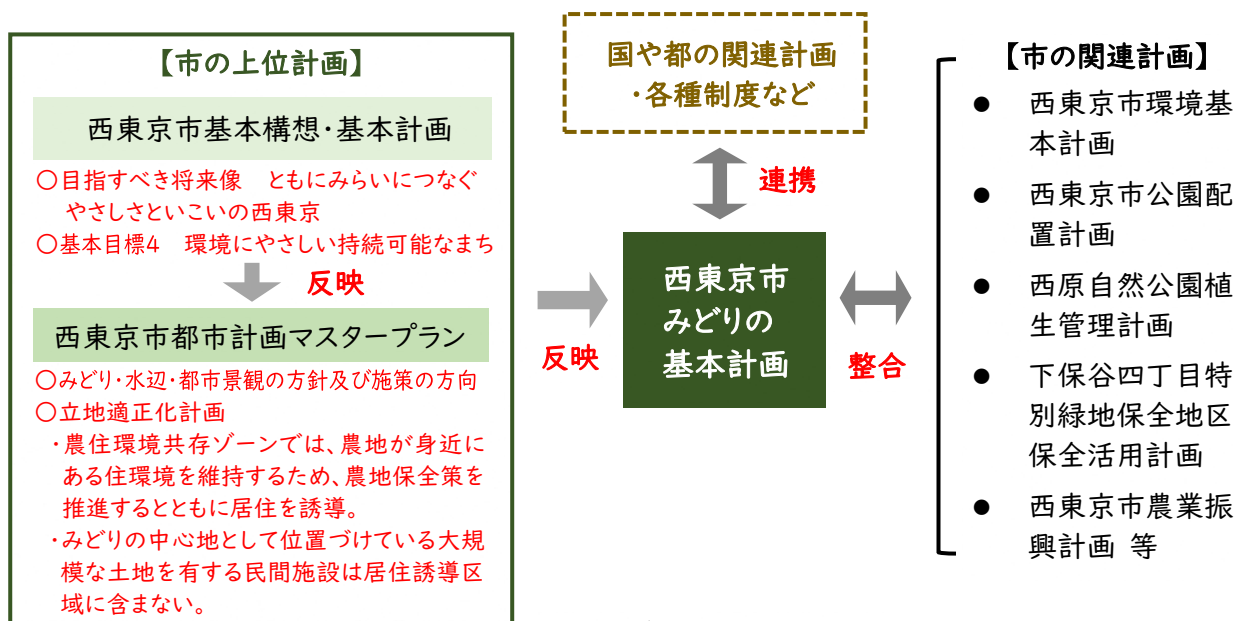 【市の上位計画】
西東京市基本構想・基本計画
○目指すべき将来像　ともにみらいにつなぐ
やさしさといこいの西東京
○基本目標4　環境にやさしい持続可能なまち
反映
西東京市都市計画マスタープラン
○みどり・水辺・都市景観の方針及び施策の方向
○立地適正化計画
・農住環境共存ゾーンでは、農地が身近に
ある住環境を維持するため、農地保全策を
推進するとともに居住を誘導。
・みどりの中心地として位置づけている大規
模な土地を有する民間施設は居住誘導区
域に含まない。
反映
国や都の関連計画
・各種制度など
連携
西東京市
みどりの
基本計画
整合
【市の関連計画】
● 西東京市環境基
本計画
● 西東京市公園配
置計画
● 西原自然公園植
生管理計画
● 下保谷四丁目特
別緑地保全地区
保全活用計画
● 西東京市農業振
興計画 等